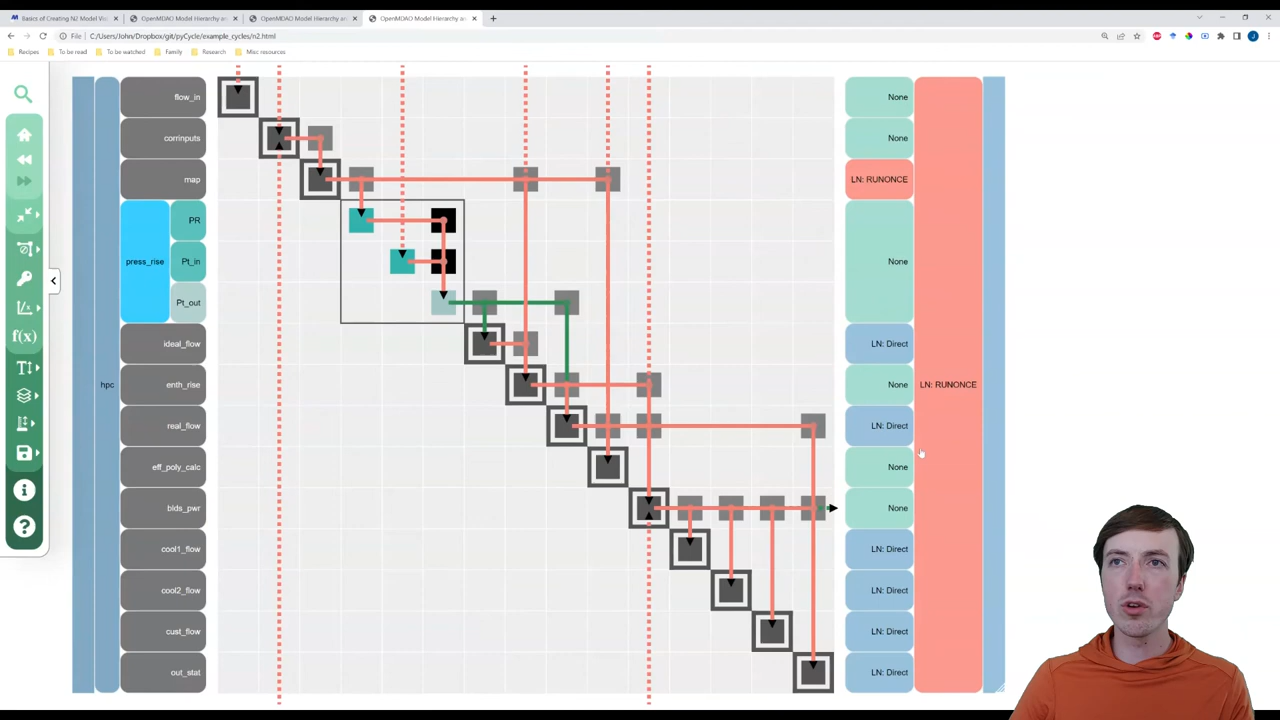 Basics of Creating N2 Model Vis
OpenMDAO Model Hierarchy an
OpenMDAO Model Hierarchy an
OpenMDAO Model Hierarchy an
File
C:/Users/John/Dropbox/git/pyCycle/example_cycles/n2.html
Recipes
To be read
To be watched
Family
Research
Misc resources
flow_in
None
corrinputs
None
map
LN: RUNONCE
PR
press_rise
Pt_in
None
Pt_out
f(x)
ideal_flow
LN: Direct
hpc
enth_rise
None
LN: RUNONCE
real_flow
LN: Direct
eff_poly_calc
None
blds_pwr
None
cool1_flow
LN: Direct
cool2_flow
LN: Direct
cust_flow
LN: Direct
out_stat
LN: Direct